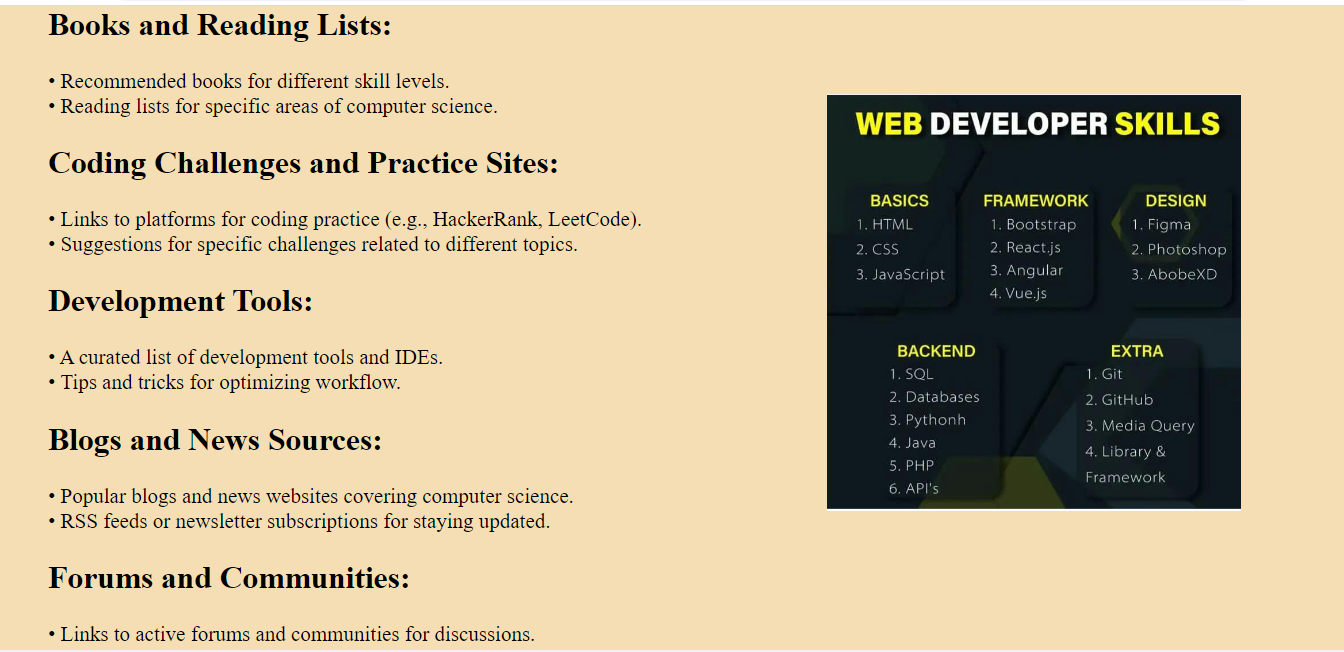 Books and Reading Lists:
• Recommended books for different skill levels.
• Reading lists for specific areas of computer science.
Coding Challenges and Practice Sites:
• Links to platforms for coding practice (e.g., HackerRank, LeetCode).
• Suggestions for specific challenges related to different topics.
Development Tools:
• A curated list of development tools and IDEs.
• Tips and tricks for optimizing workflow.
Blogs and News Sources:
• Popular blogs and news websites covering computer science.
• RSS feeds or newsletter subscriptions for staying updated.
Forums and Communities:
• Links to active forums and communities for discussions.
WEB DEVELOPER SKILLS
BASICS
1. HTML
2. CSS
3. JavaScript
FRAMEWORK
1. Bootstrap
2. React.js
3. Angular
4. Vue.js
DESIGN
1. Figma
2. Photoshop
3. AbobeXD
BACKEND
1. SQL
2. Databases
3. Pythonh
4. Java
5. PHP
6. API's
EXTRA
1. Git
2. GitHub
3. Media Query
4. Library &
Framework